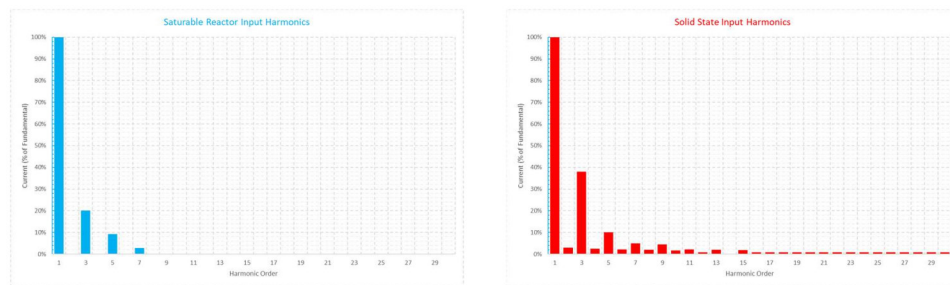 Saturable Reactor Input Harmonics
100%
90%
80%
70%
60%
50%
40%
30%
20%
10%
0%
Current (% of Fundamental)
1 3 5 7 9 11 13 15 17 19 21 23 25 27 29
Harmonic Order
Solid State Input Harmonics
100%
90%
80%
70%
60%
50%
40%
30%
20%
10%
0%
Current (% of Fundamental)
1 3 5 7 9 11 13 15 17 19 21 23 25 27 29
Harmonic Order